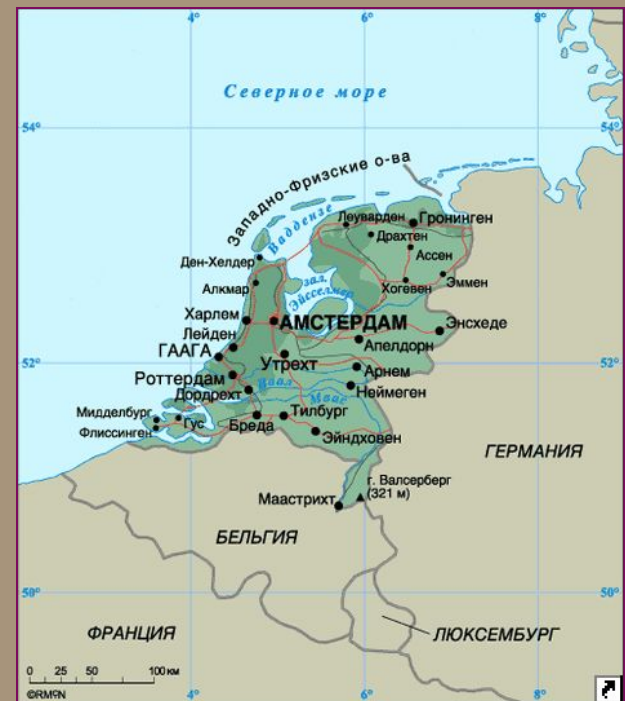 4°
6°
8°
Северное море
54°
54°
Западно-Фризские о-ва
Ваддензе
Леуварден
Гронинген
Драхтен
Ассен
Ден-Хелдер
Алкмар
зал.
Эйсселмер
Хогевен
Эммен
Харлем
АМСТЕРДАМ
Энсхеде
Лейден
ГААГА
Апелдорн
52°
52°
Утрехт
Арнем
Роттердам
Ваал
Неймеген
Дордрехт
Маас
Мидделбург
Гус
Тилбург
Флиссинген
Бреда
Эйндховен
ГЕРМАНИЯ
г. Валсерберг
(321 м)
Маастрихт
БЕЛЬГИЯ
50°
50°
ФРАНЦИЯ
ЛЮКСЕМБУРГ
0 25 50 100 км
4°
6°
8°